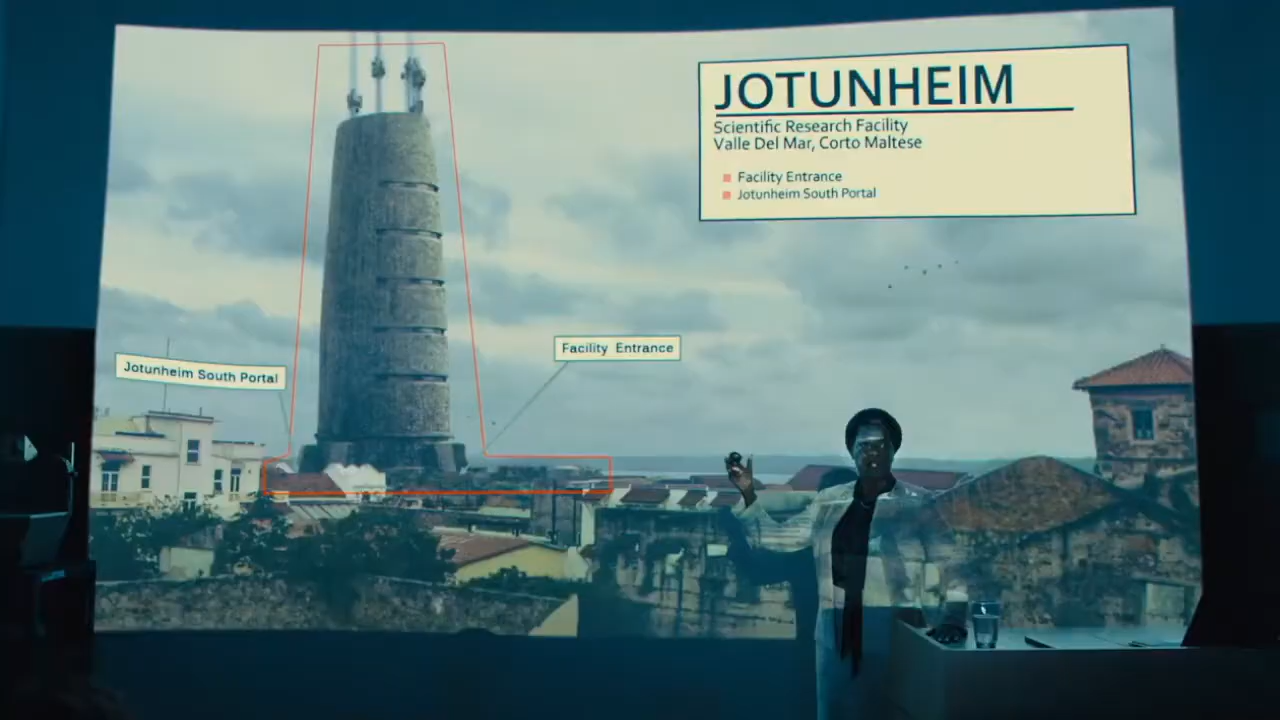 JOTUNHEIM
Scientific Research Facility
Valle Del Mar, Corto Maltese
Facility Entrance
Jotunheim South Portal
Facility Entrance
Jotunheim South Portal